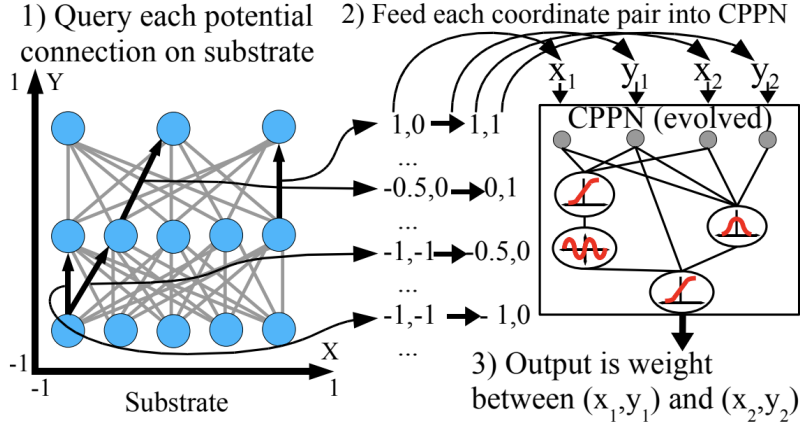 1) Query each potential
connection on substrate
2) Feed each coordinate pair into CPPN
1 Y
x₁ y₁ x₂ y₂
CPPN (evolved)
1,0 1,1
...
-0.5,0 0,1
...
-1,-1 -0.5,0
...
-1,-1 - 1,0
...
-1
-1 X 1
Substrate
3) Output is weight
between (x₁,y₁) and (x₂,y₂)